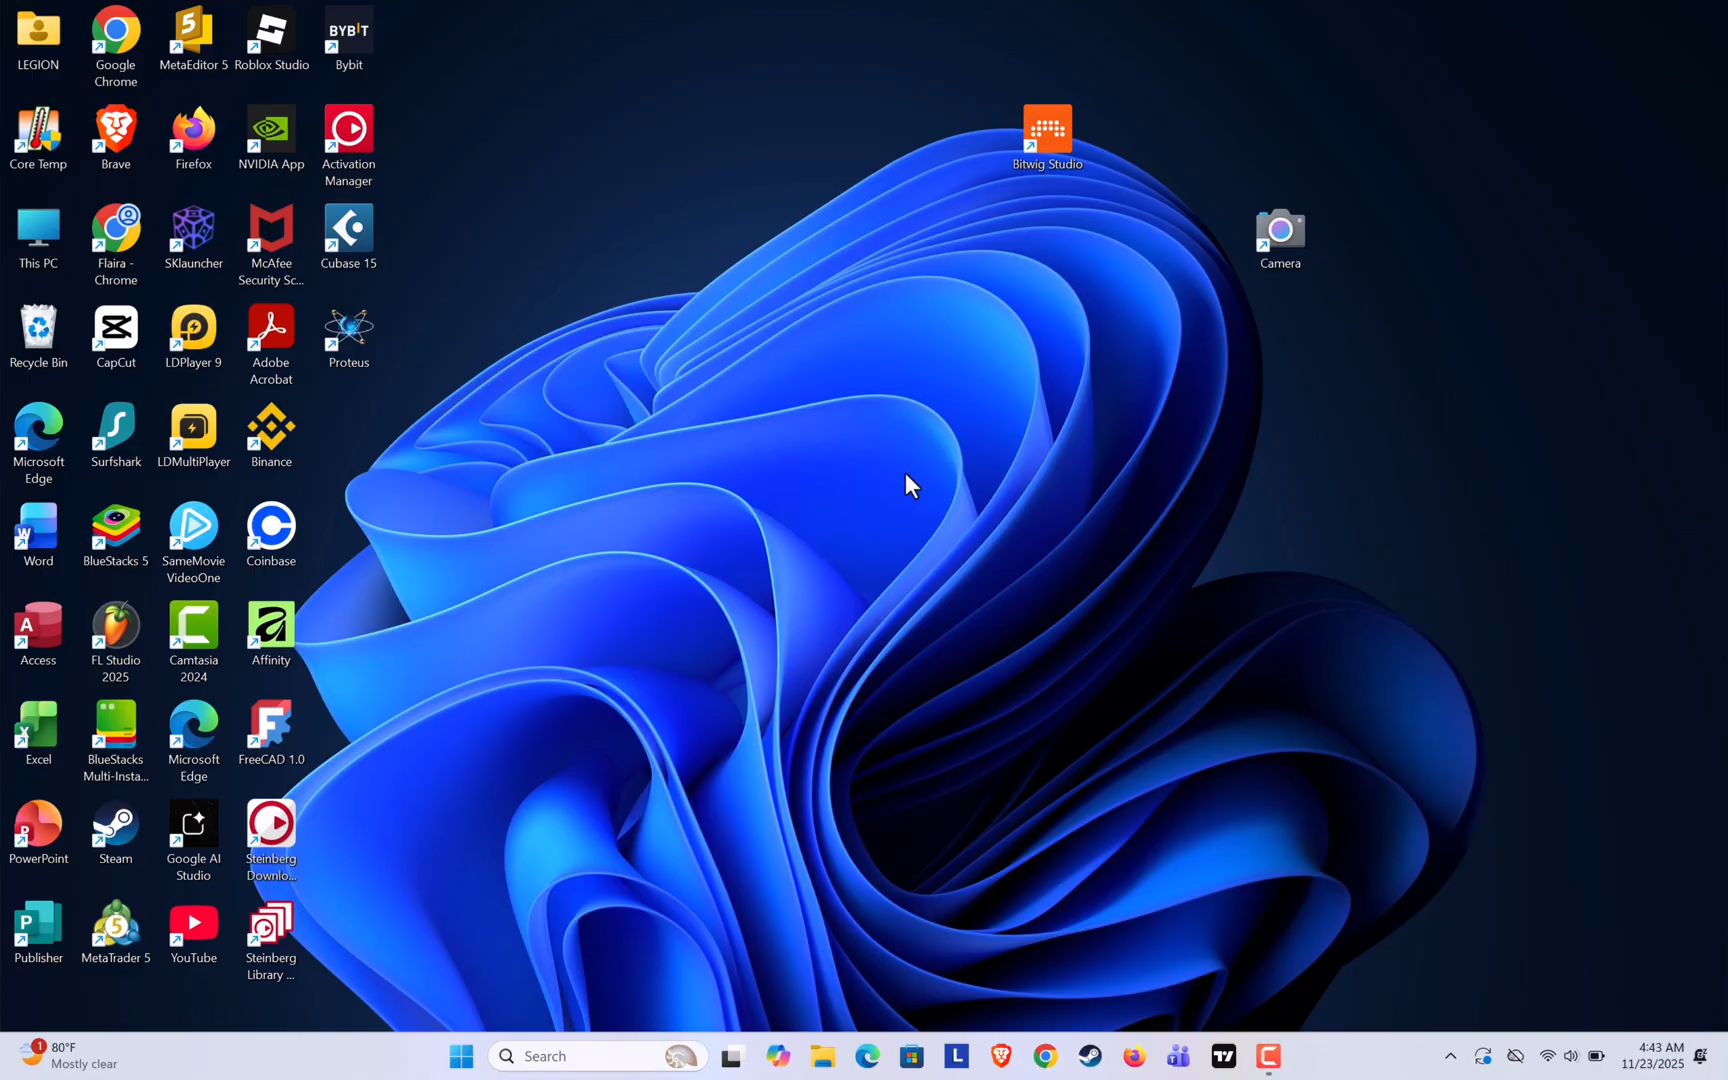 LEGION
Google
Chrome
MetaEditor 5
Roblox Studio
BYBIT
Bybit
Core Temp
Brave
Firefox
NVIDIA App
Activation
Manager
Bitwig Studio
This PC
Flaira -
Chrome
SKlauncher
McAfee
Security Sc...
Cubase 15
Camera
Recycle Bin
CapCut
LDPlayer 9
Adobe
Acrobat
Proteus
Microsoft
Edge
Surfshark
LDMultiPlayer
Binance
Word
BlueStacks 5
SameMovie
VideoOne
Coinbase
Access
FL Studio
2025
Camtasia
2024
Affinity
Excel
BlueStacks
Multi-Insta...
Microsoft
Edge
FreeCAD 1.0
PowerPoint
Steam
Google AI
Studio
Steinberg
Downlo...
Publisher
MetaTrader 5
YouTube
Steinberg
Library ...
1
80°F
Mostly clear
Search
4:43 AM
11/23/2025